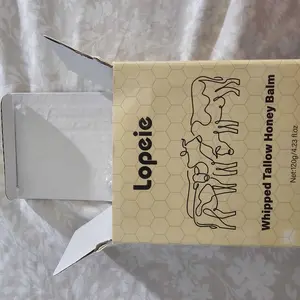 Lopeie
Whipped Tallow Honey Balm
Net:120g/4.23 fl.oz